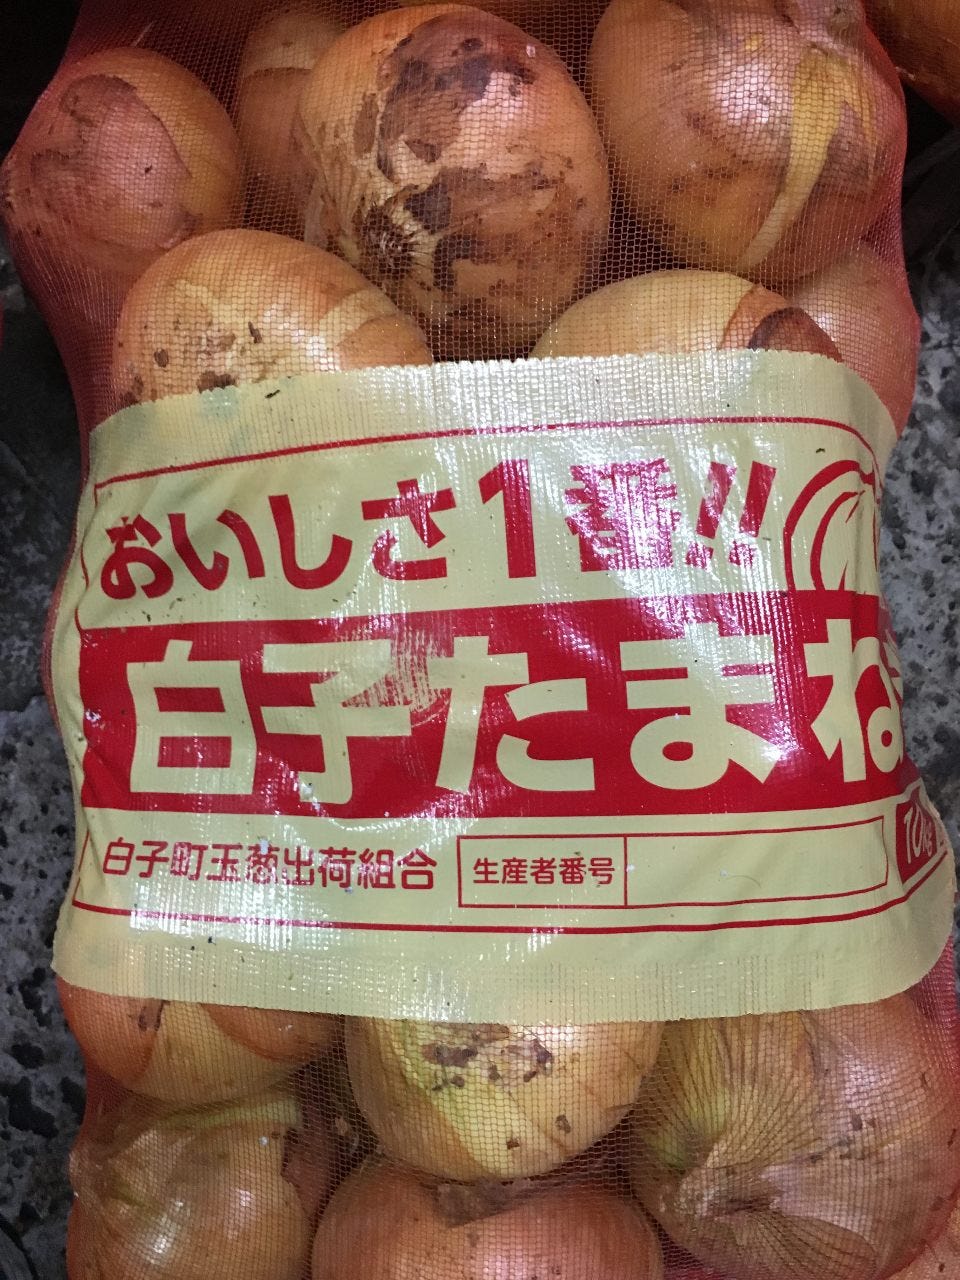 おいしさ1番!!
白子たまね
白子町玉葱出荷組合
生産者番号
10kg